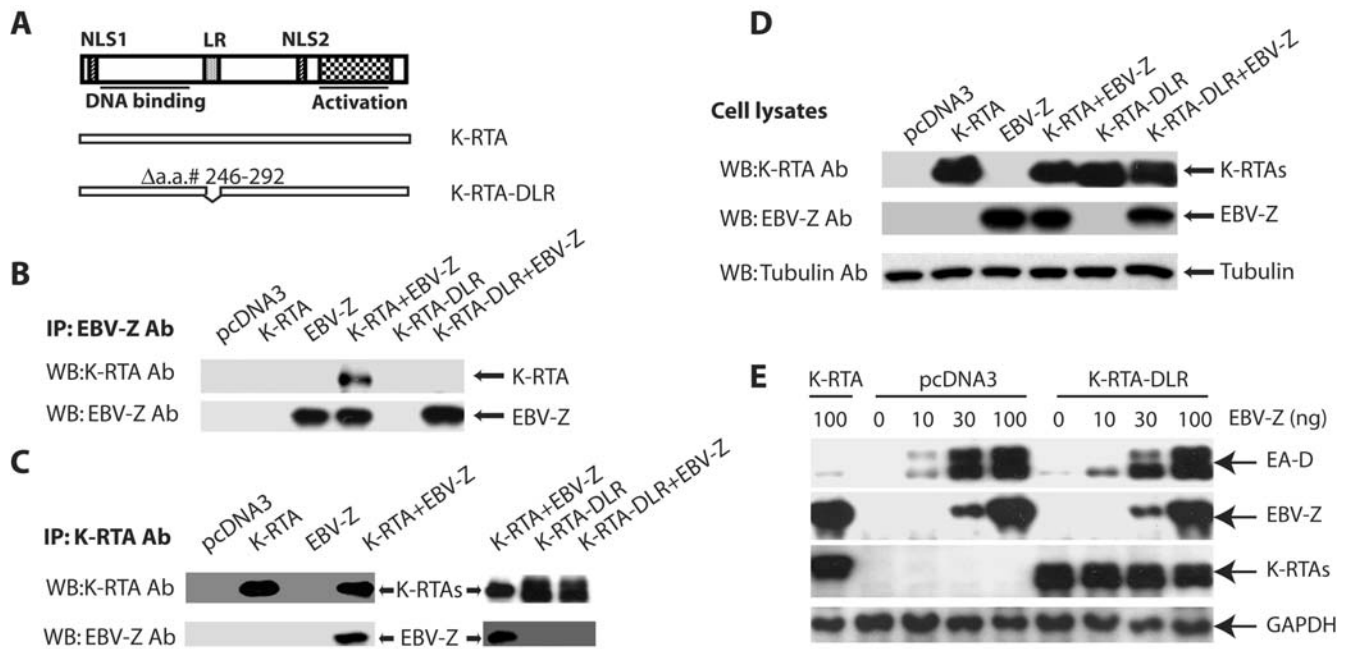 A
NLS1 LR NLS2
DNA binding Activation
K-RTA
Δa.a.# 246-292
K-RTA-DLR
B
IP: EBV-Z Ab
pcDNA3
K-RTA
EBV-Z
K-RTA+EBV-Z
K-RTA-DLR
K-RTA-DLR+EBV-Z
WB:K-RTA Ab K-RTA
WB: EBV-Z Ab EBV-Z
C
IP: K-RTA Ab
pcDNA3
K-RTA
EBV-Z
K-RTA+EBV-Z
K-RTA+EBV-Z
K-RTA-DLR
K-RTA-DLR+EBV-Z
WB:K-RTA Ab K-RTAs
WB: EBV-Z Ab EBV-Z
D
Cell lysates
pcDNA3
K-RTA
EBV-Z
K-RTA+EBV-Z
K-RTA-DLR
K-RTA-DLR+EBV-Z
WB:K-RTA Ab K-RTAs
WB: EBV-Z Ab EBV-Z
WB:Tubulin Ab Tubulin
E
K-RTA pcDNA3 K-RTA-DLR
100 0 10 30 100 0 10 30 100 EBV-Z (ng)
EA-D
EBV-Z
K-RTAs
GAPDH